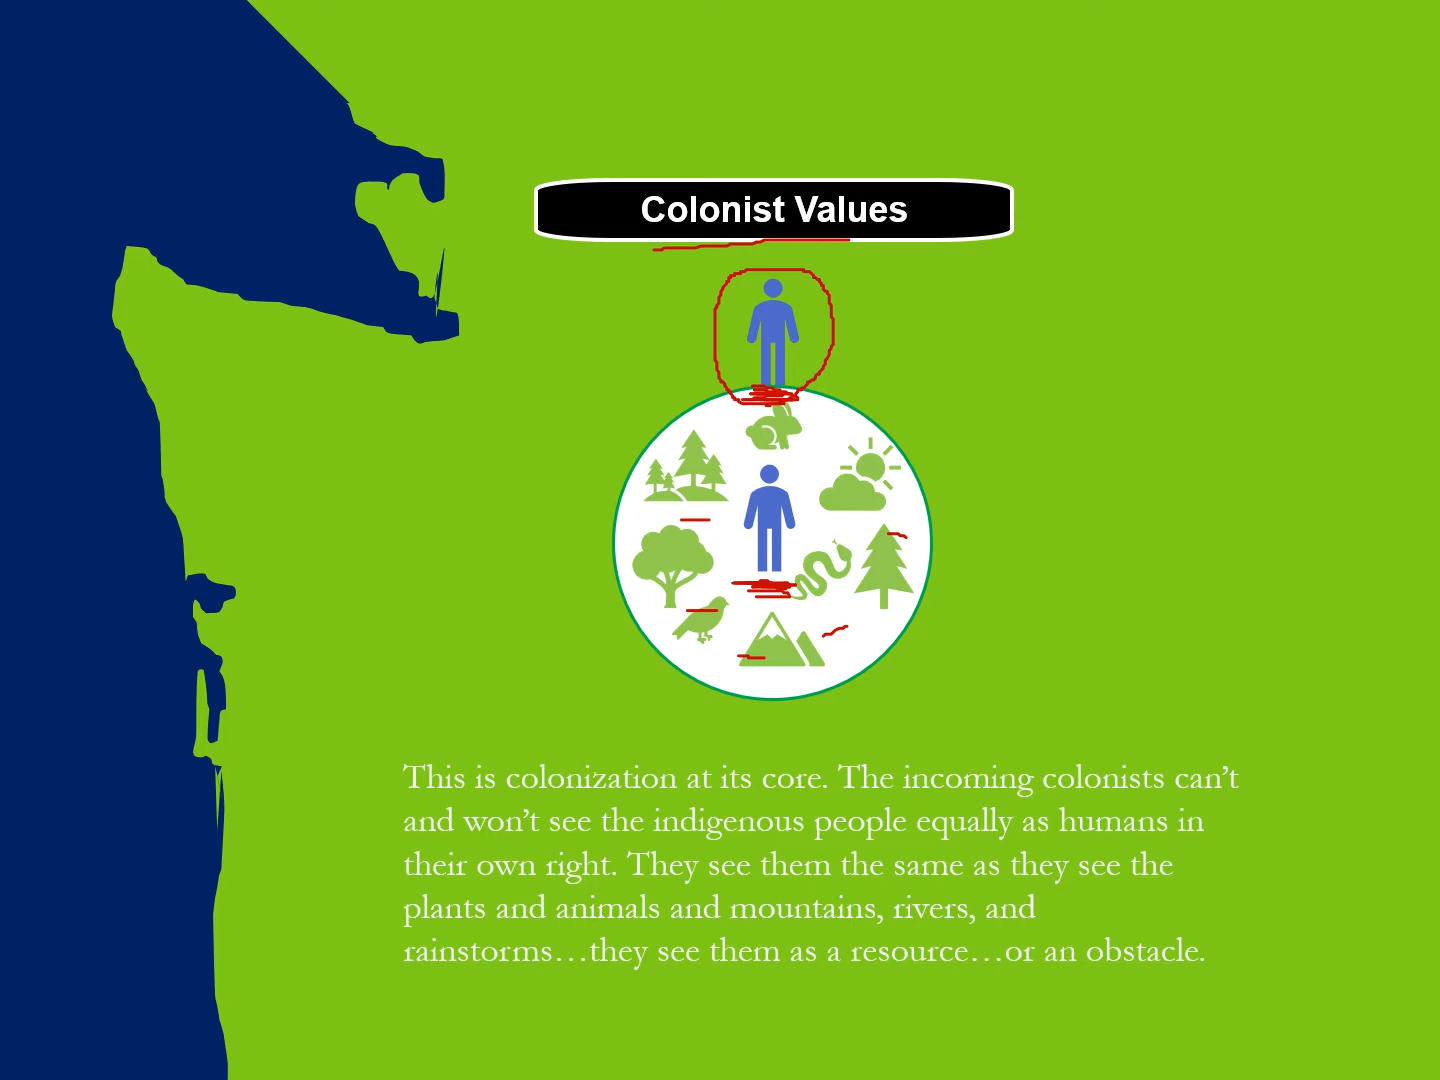 Colonist Values
This is colonization at its core. The incoming colonists can’t
and won’t see the indigenous people equally as humans in
their own right. They see them the same as they see the
plants and animals and mountains, rivers, and
rainstorms…they see them as a resource…or an obstacle.